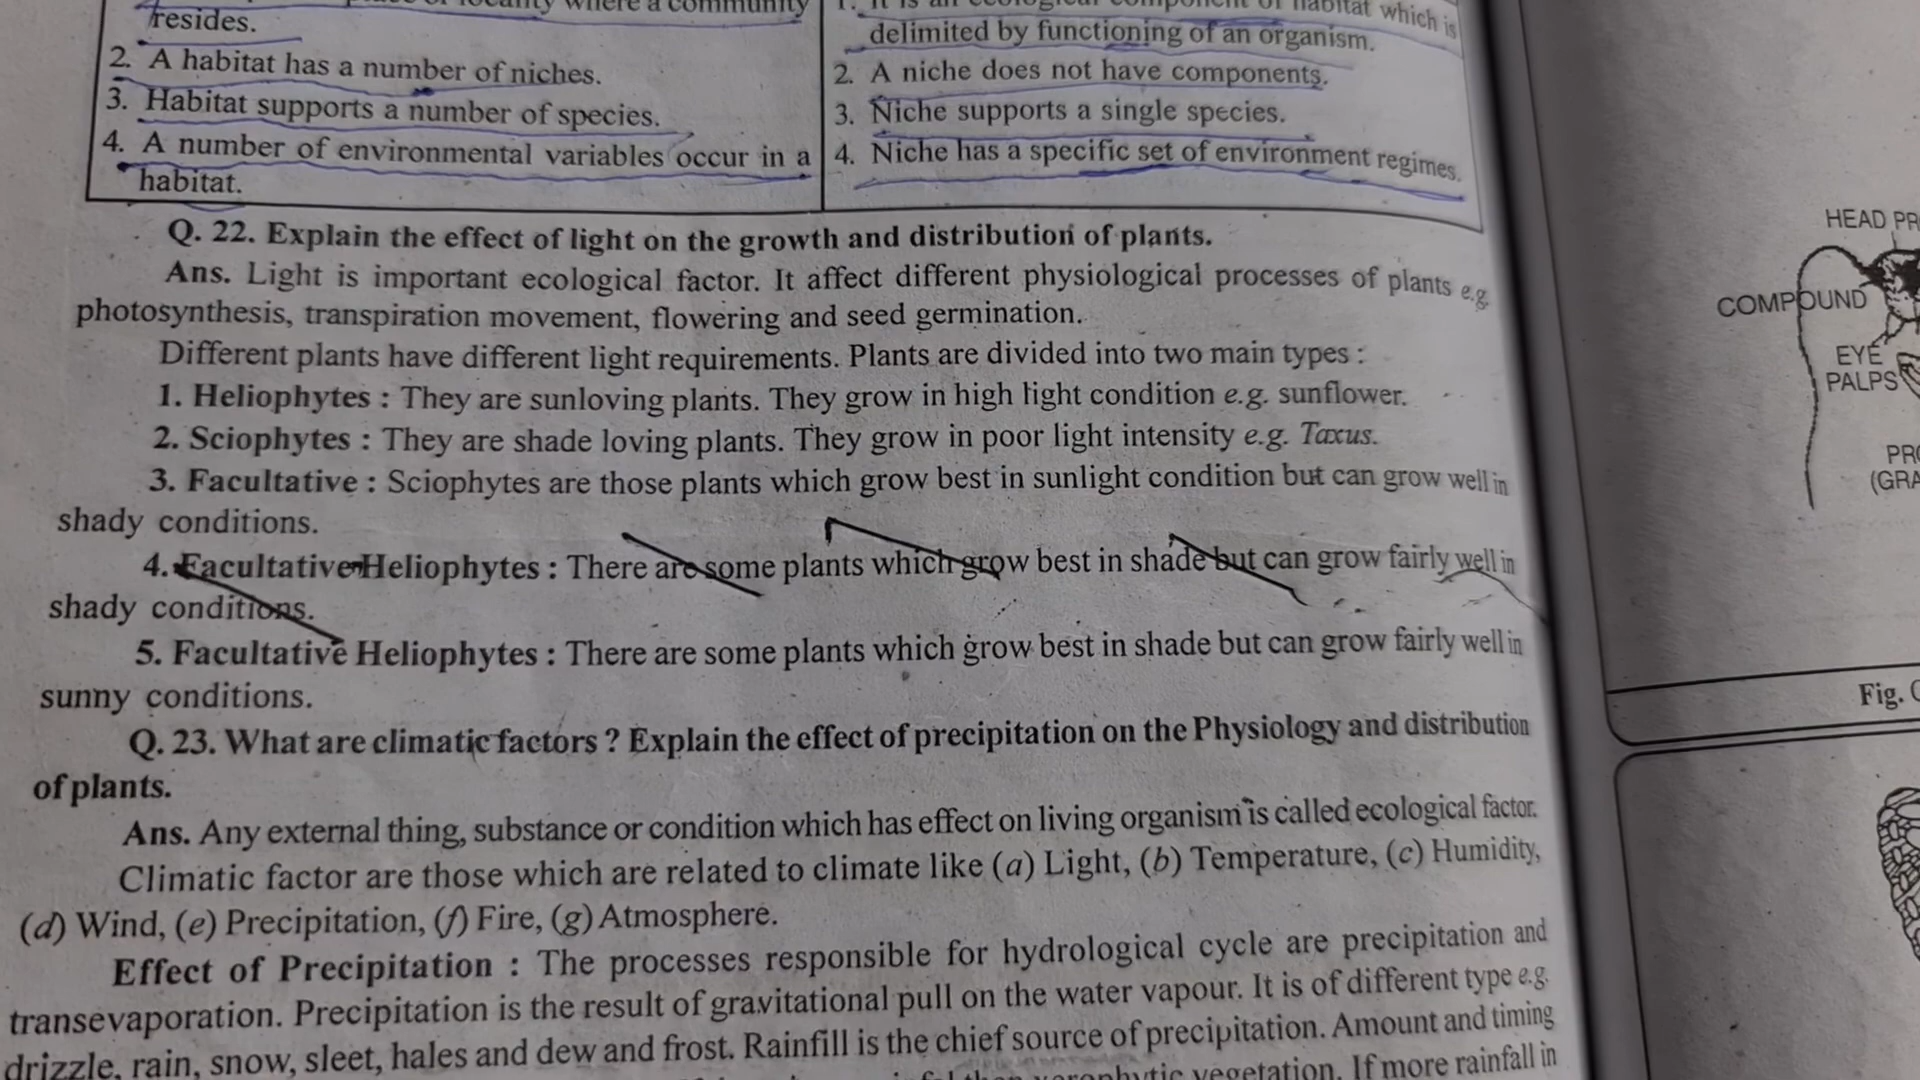 resides.
2. A habitat has a number of niches.
3. Habitat supports a number of species.
4. A number of environmental variables occur in a
habitat.
delimited by functioning of an organism.
2. A niche does not have components.
3. Niche supports a single species.
4. Niche has a specific set of environment regimes.
Q. 22. Explain the effect of light on the growth and distribution of plants.
Ans. Light is important ecological factor. It affect different physiological processes of plants e.g.
photosynthesis, transpiration movement, flowering and seed germination.
Different plants have different light requirements. Plants are divided into two main types :
1. Heliophytes : They are sunloving plants. They grow in high light condition e.g. sunflower.
2. Sciophytes : They are shade loving plants. They grow in poor light intensity e.g. Taxus.
3. Facultative : Sciophytes are those plants which grow best in sunlight condition but can grow well in
shady conditions.
4. Facultative Heliophytes : There are some plants which grow best in shade but can grow fairly well in
shady conditions.
5. Facultative Heliophytes : There are some plants which grow best in shade but can grow fairly well in
sunny conditions.
Q. 23. What are climatic factors ? Explain the effect of precipitation on the Physiology and distribution
of plants.
Ans. Any external thing, substance or condition which has effect on living organism is called ecological factor.
Climatic factor are those which are related to climate like (a) Light, (b) Temperature, (c) Humidity,
(d) Wind, (e) Precipitation, (f) Fire, (g) Atmosphere.
Effect of Precipitation : The processes responsible for hydrological cycle are precipitation and
transevaporation. Precipitation is the result of gravitational pull on the water vapour. It is of different type e.g.
drizzle, rain, snow, sleet, hales and dew and frost. Rainfill is the chief source of precipitation. Amount and timing
vegetation. If more rainfall in
HEAD
COMPOUND
EYE
PALPS
Fig.